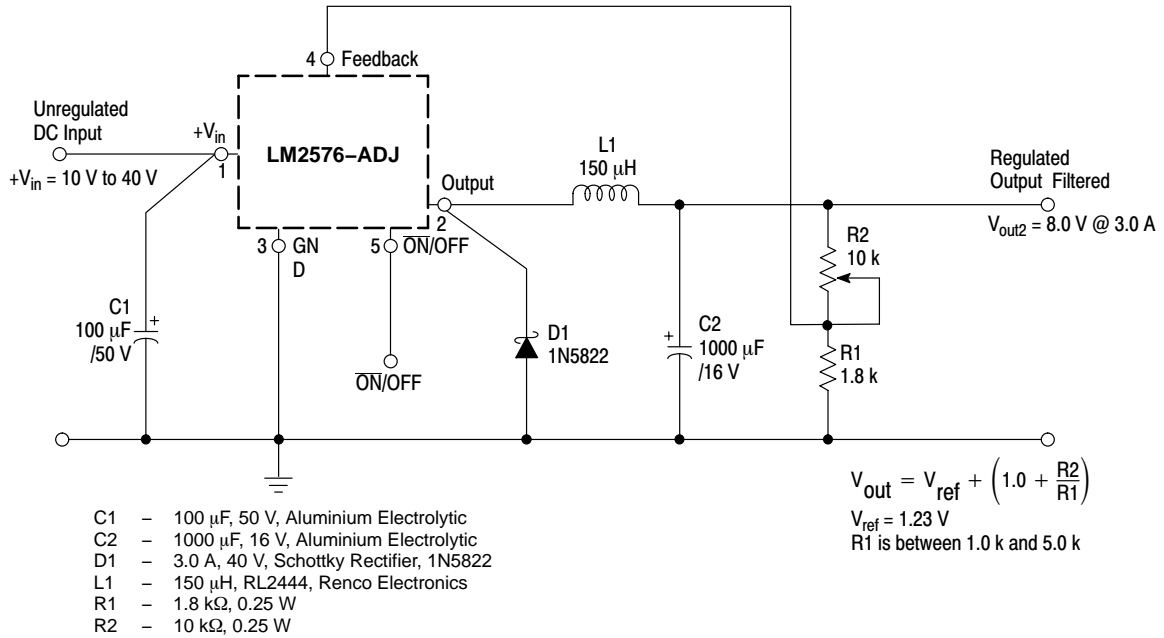 4 Feedback
Unregulated
DC Input
+Vin
1
LM2576–ADJ
+Vin = 10 V to 40 V
L1
150 μH
Output
2
Regulated
Output Filtered
Vout2 = 8.0 V @ 3.0 A
3 GN
D
5 ON/OFF
R2
10 k
C1
100 μF
/50 V
+
D1
1N5822
+
C2
1000 μF
/16 V
R1
1.8 k
ON/OFF
Vout = Vref + (1.0 + R2/R1)
Vref = 1.23 V
R1 is between 1.0 k and 5.0 k
C1 – 100 μF, 50 V, Aluminium Electrolytic
C2 – 1000 μF, 16 V, Aluminium Electrolytic
D1 – 3.0 A, 40 V, Schottky Rectifier, 1N5822
L1 – 150 μH, RL2444, Renco Electronics
R1 – 1.8 kΩ, 0.25 W
R2 – 10 kΩ, 0.25 W